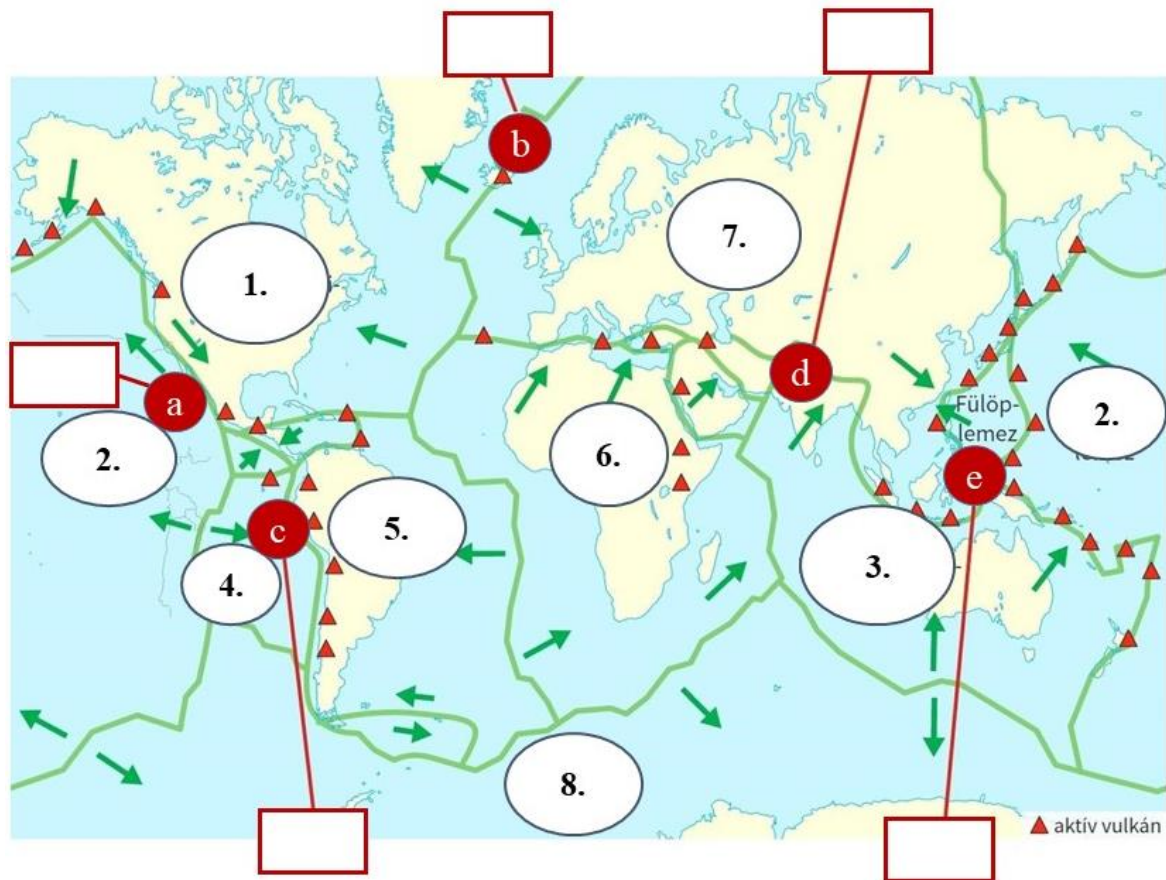 b
7.
1.
a
d
2.
Fülöp-
lemez
2.
6.
e
c
5.
3.
4.
8.
aktív vulkán